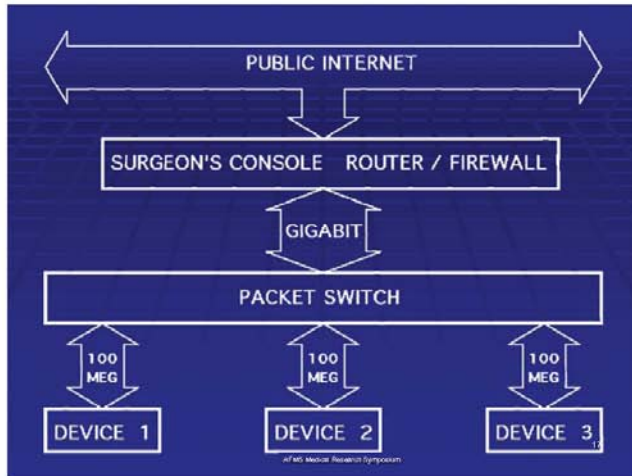 PUBLIC INTERNET
SURGEON'S CONSOLE ROUTER / FIREWALL
GIGABIT
PACKET SWITCH
100 MEG
100 MEG
100 MEG
DEVICE 1
DEVICE 2
DEVICE 3
17
AFMS Medical Research Symposium